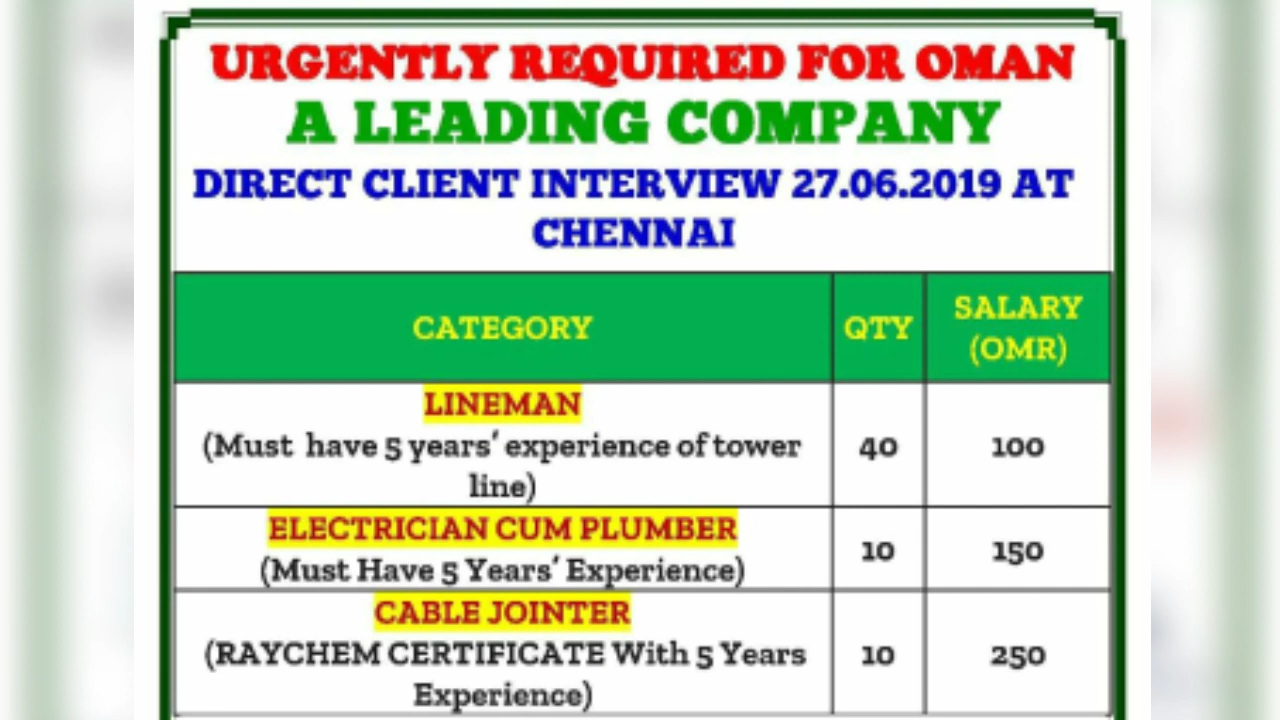 URGENTLY REQUIRED FOR OMAN
A LEADING COMPANY
DIRECT CLIENT INTERVIEW 27.06.2019 AT
CHENNAI
CATEGORY QTY SALARY
(OMR)
LINEMAN
(Must have 5 years' experience of tower
line) 40 100
ELECTRICIAN CUM PLUMBER
(Must Have 5 Years' Experience) 10 150
CABLE JOINTER
(RAYCHEM CERTIFICATE With 5 Years
Experience) 10 250